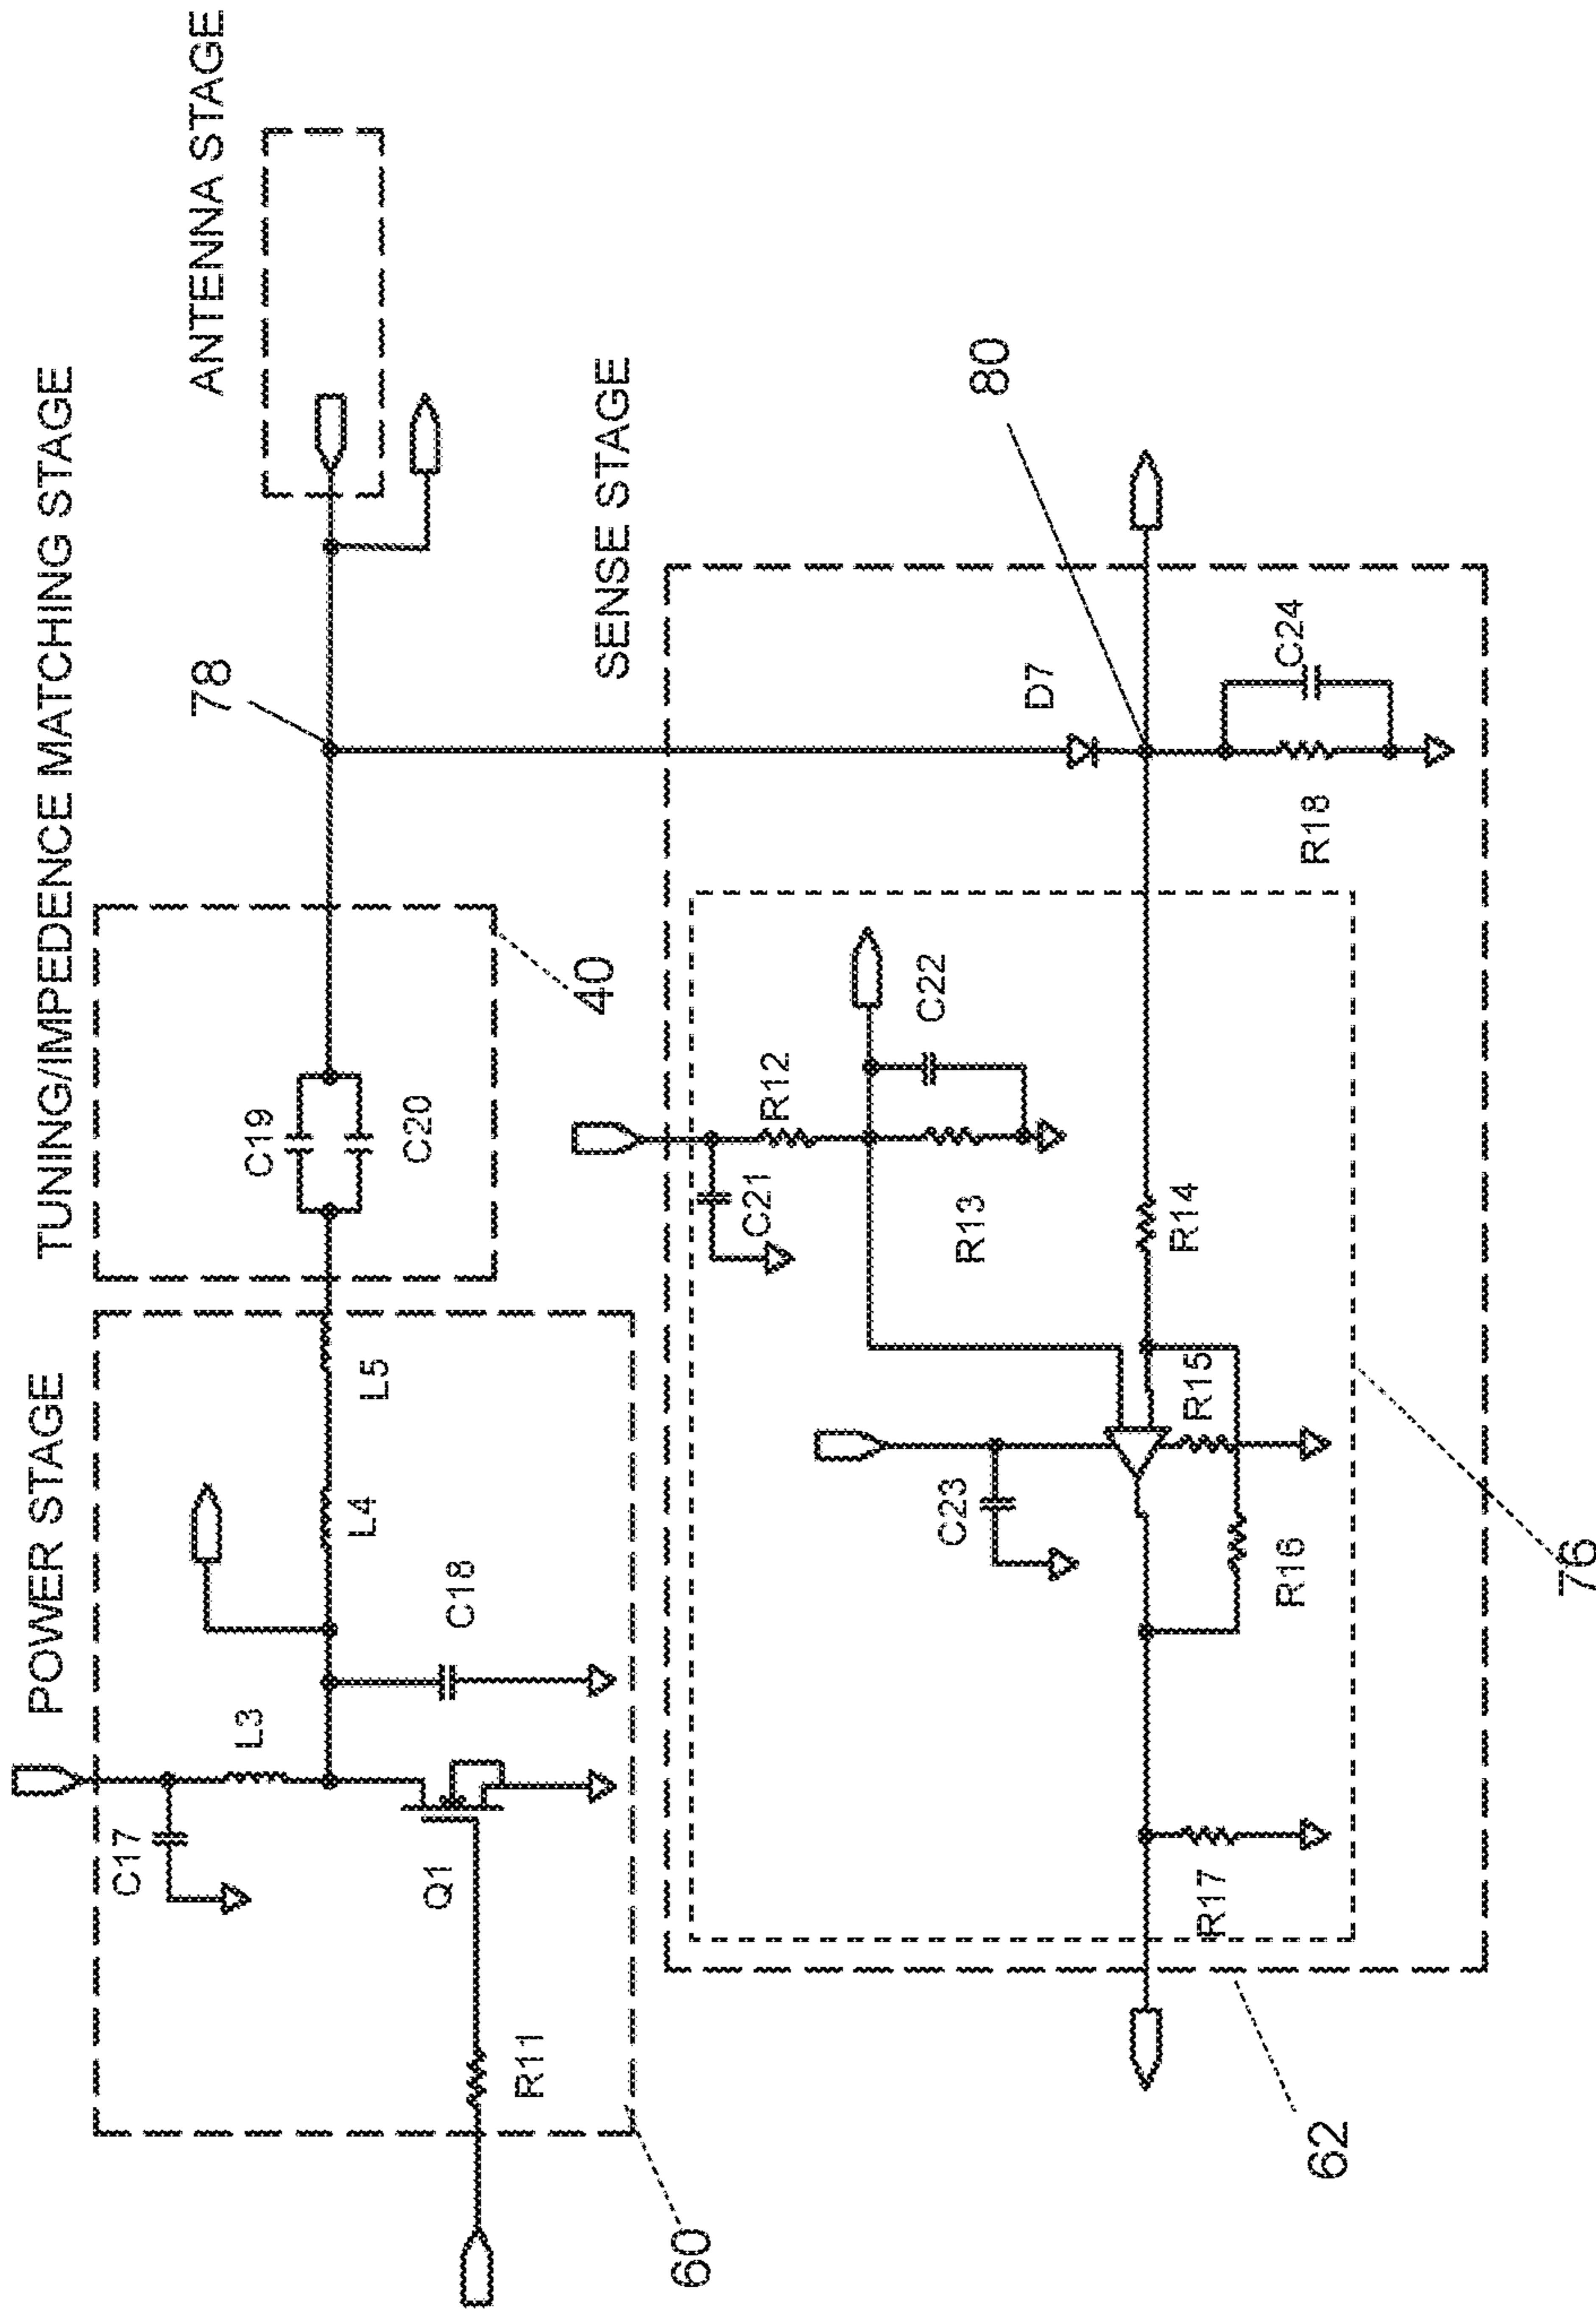 POWER STAGE
TUNING/IMPEDENCE MATCHING STAGE
ANTENNA STAGE
C17
L3
Q1
R11
C18
L4
L5
C19
C20
78
60
40
SENSE STAGE
C21
R12
C22
R13
C23
R14
R15
R16
R17
D7
80
R18
C24
62
76